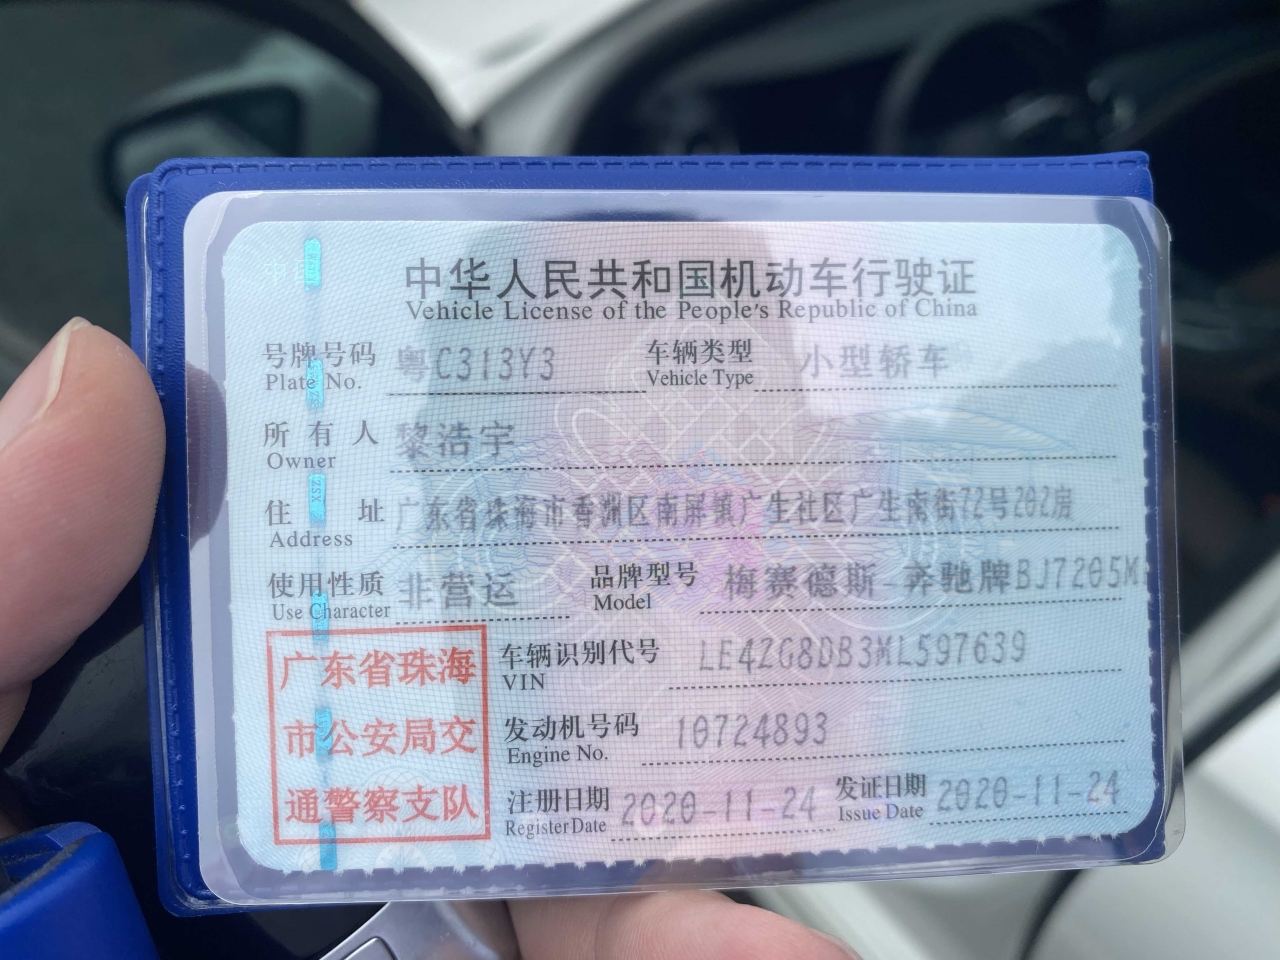 中华人民共和国机动车行驶证
Vehicle License of the People's Republic of China
号牌号码 粤C313Y3 车辆类型 小型轿车
Plate No. Vehicle Type
所有人 黎浩宇
Owner
住址 广东省珠海市香洲区南屏镇广生社区广生南街72号202房
Address
使用性质 非营运 品牌型号 梅赛德斯-奔驰牌BJ7205M
Use Character Model
车辆识别代号 LE4ZG8DB3ML597639
VIN
发动机号码 10724893
Engine No.
注册日期 2020-11-24 发证日期 2020-11-24
Register Date Issue Date
广东省珠海
市公安局交
通警察支队